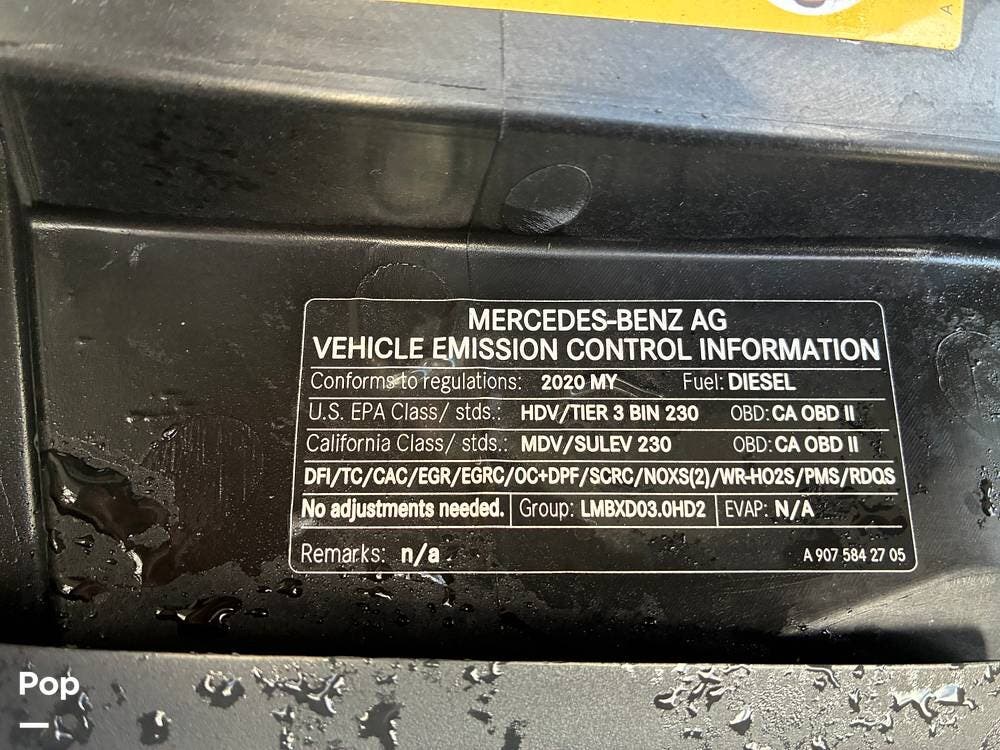 A
MERCEDES-BENZ AG
VEHICLE EMISSION CONTROL INFORMATION
Conforms to regulations: 2020 MY Fuel: DIESEL
U.S. EPA Class/ stds.: HDV/TIER 3 BIN 230 OBD: CA OBD II
California Class/ stds.: MDV/SULEV 230 OBD: CA OBD II
DFI/TC/CAC/EGR/EGRC/OC+DPF/SCRC/NOXS(2)/WR-HO2S/PMS/RDQS
No adjustments needed. Group: LMBXD03.0HD2 EVAP: N/A
Remarks: n/a A 907 584 27 05
Pop